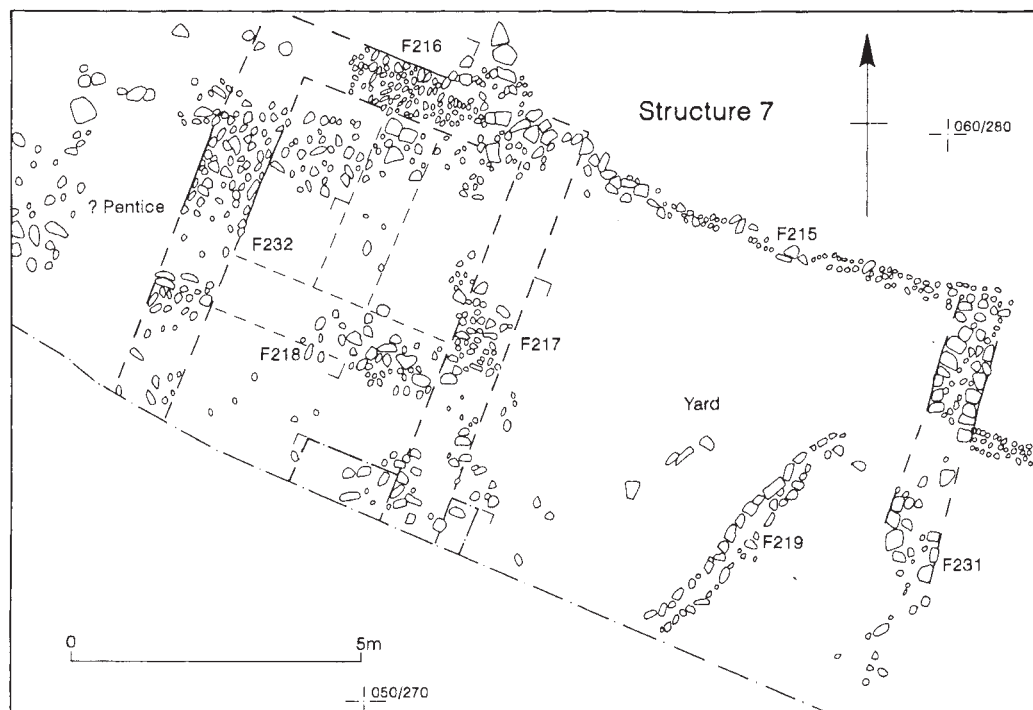 F216
Structure 7
060/280
? Pentice
F215
F232
F218
F217
Yard
F219
F231
0
5m
050/270